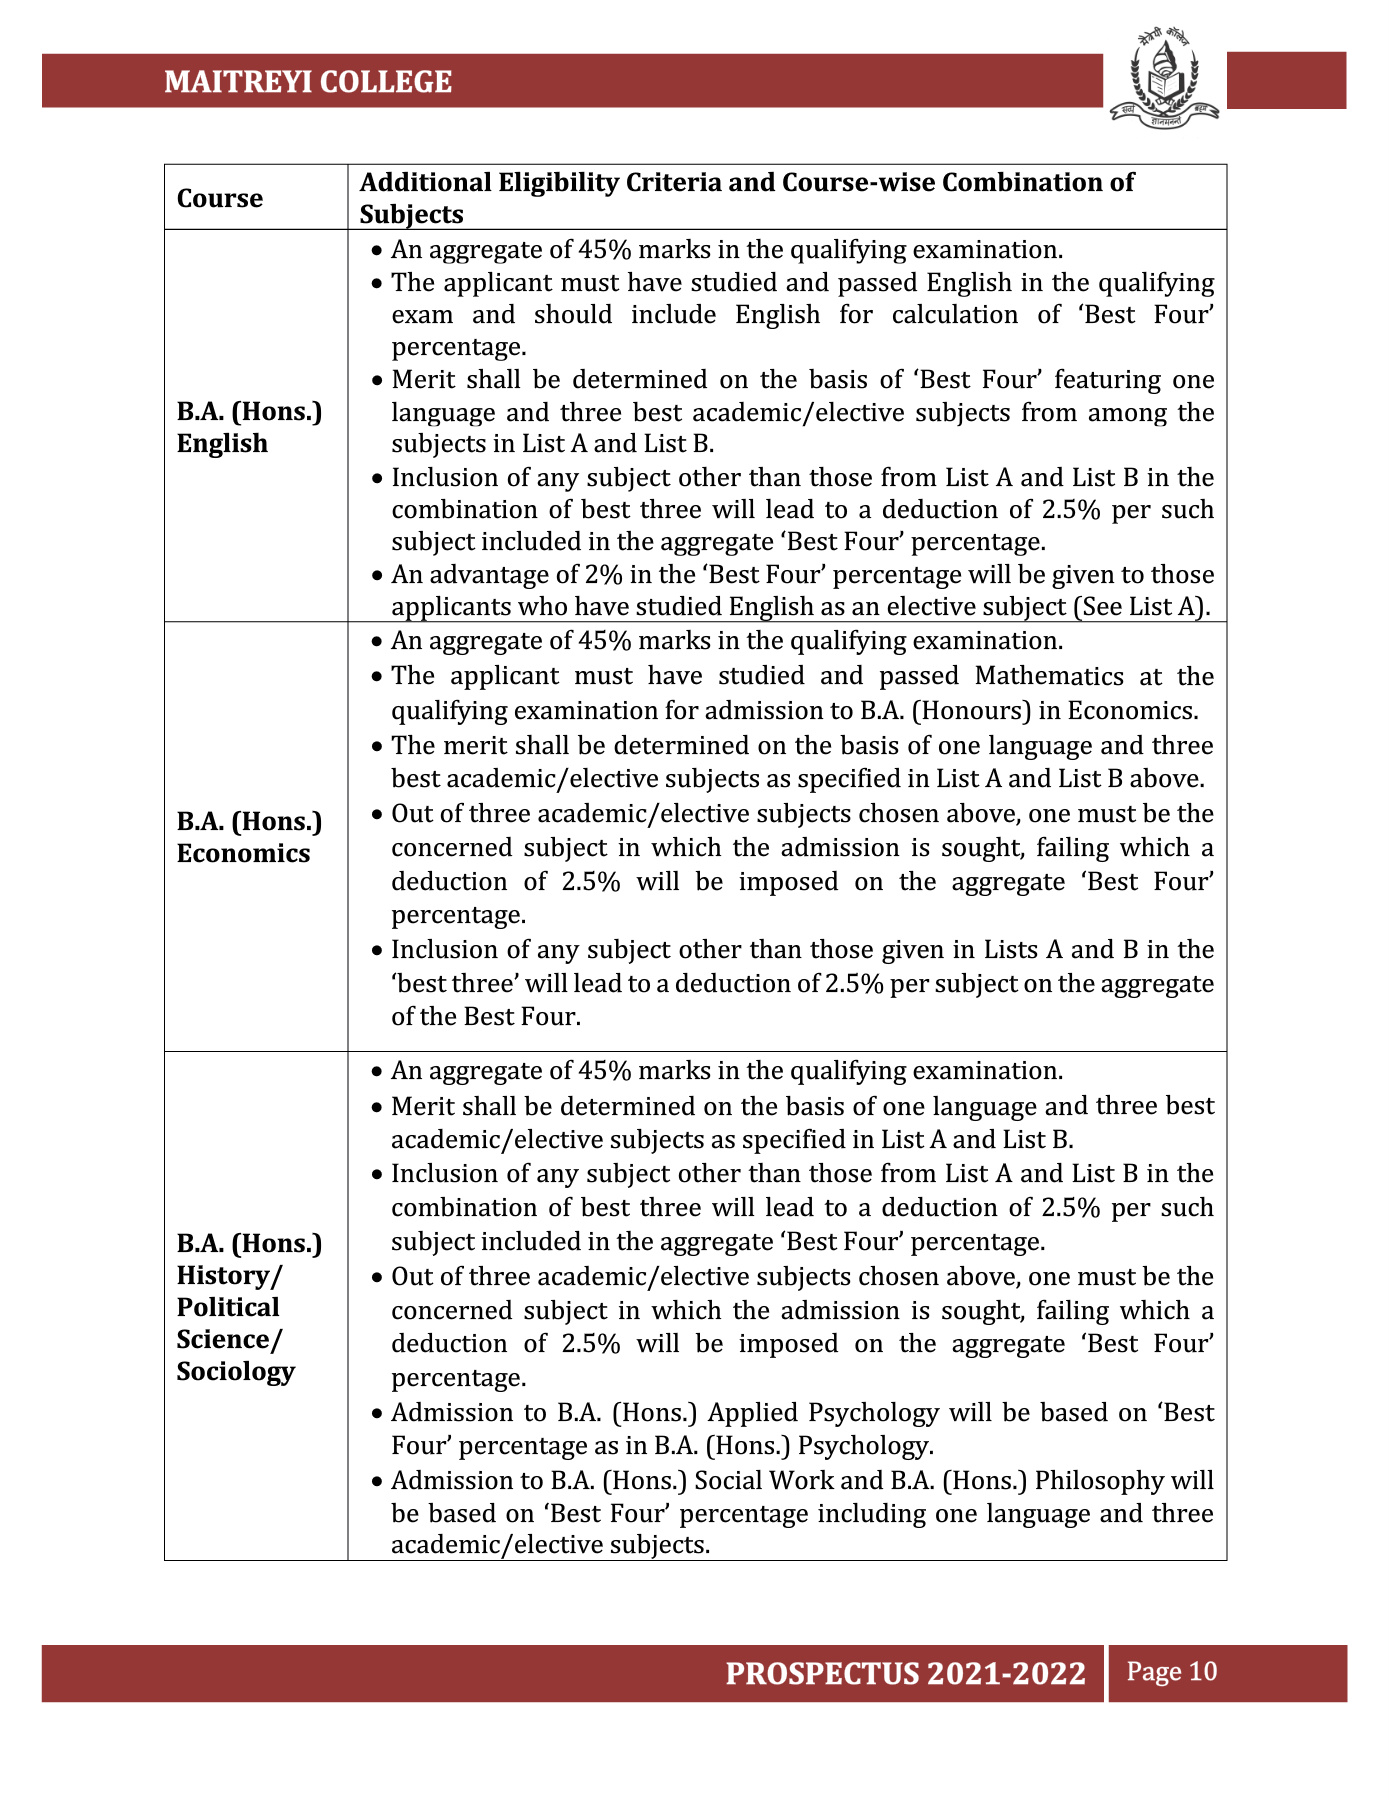 MAITREYI COLLEGE
मैत्रेयी कॉलेज
Course
Additional Eligibility Criteria and Course-wise Combination of
Subjects
B.A. (Hons.)
English
• An aggregate of 45% marks in the qualifying examination.
• The applicant must have studied and passed English in the qualifying
exam and should include English for calculation of ‘Best Four’
percentage.
• Merit shall be determined on the basis of ‘Best Four’ featuring one
language and three best academic/elective subjects from among the
subjects in List A and List B.
• Inclusion of any subject other than those from List A and List B in the
combination of best three will lead to a deduction of 2.5% per such
subject included in the aggregate ‘Best Four’ percentage.
• An advantage of 2% in the ‘Best Four’ percentage will be given to those
applicants who have studied English as an elective subject (See List A).
B.A. (Hons.)
Economics
• An aggregate of 45% marks in the qualifying examination.
• The applicant must have studied and passed Mathematics at the
qualifying examination for admission to B.A. (Honours) in Economics.
• The merit shall be determined on the basis of one language and three
best academic/elective subjects as specified in List A and List B above.
• Out of three academic/elective subjects chosen above, one must be the
concerned subject in which the admission is sought, failing which a
deduction of 2.5% will be imposed on the aggregate ‘Best Four’
percentage.
• Inclusion of any subject other than those given in Lists A and B in the
‘best three’ will lead to a deduction of 2.5% per subject on the aggregate
of the Best Four.
B.A. (Hons.)
History/
Political
Science/
Sociology
• An aggregate of 45% marks in the qualifying examination.
• Merit shall be determined on the basis of one language and three best
academic/elective subjects as specified in List A and List B.
• Inclusion of any subject other than those from List A and List B in the
combination of best three will lead to a deduction of 2.5% per such
subject included in the aggregate ‘Best Four’ percentage.
• Out of three academic/elective subjects chosen above, one must be the
concerned subject in which the admission is sought, failing which a
deduction of 2.5% will be imposed on the aggregate ‘Best Four’
percentage.
• Admission to B.A. (Hons.) Applied Psychology will be based on ‘Best
Four’ percentage as in B.A. (Hons.) Psychology.
• Admission to B.A. (Hons.) Social Work and B.A. (Hons.) Philosophy will
be based on ‘Best Four’ percentage including one language and three
academic/elective subjects.
PROSPECTUS 2021-2022
Page 10